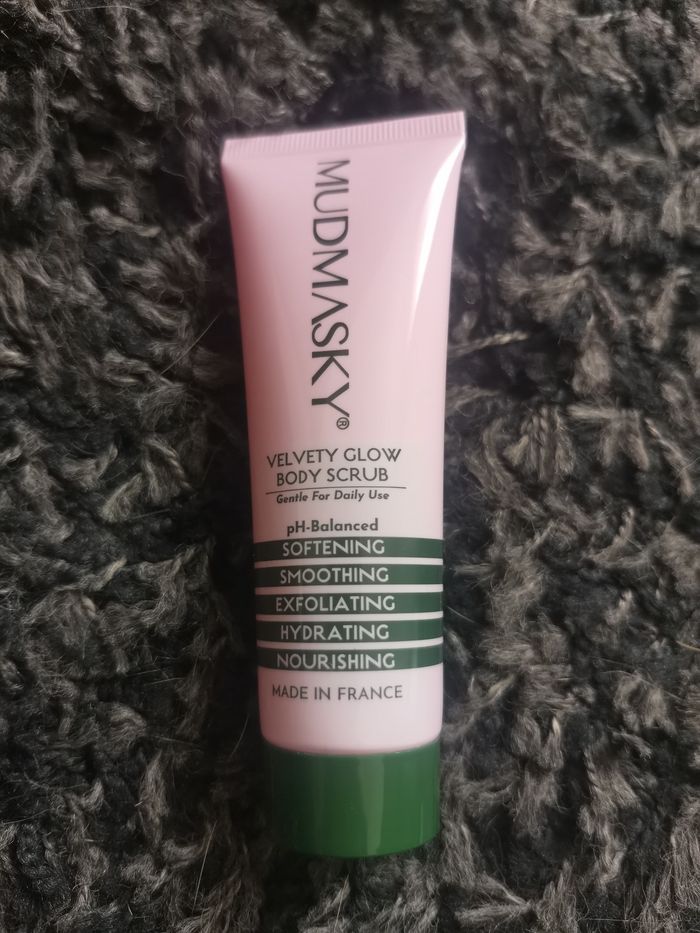 MUDMASKY®
VELVETY GLOW
BODY SCRUB
Gentle For Daily Use
pH-Balanced
SOFTENING
SMOOTHING
EXFOLIATING
HYDRATING
NOURISHING
MADE IN FRANCE